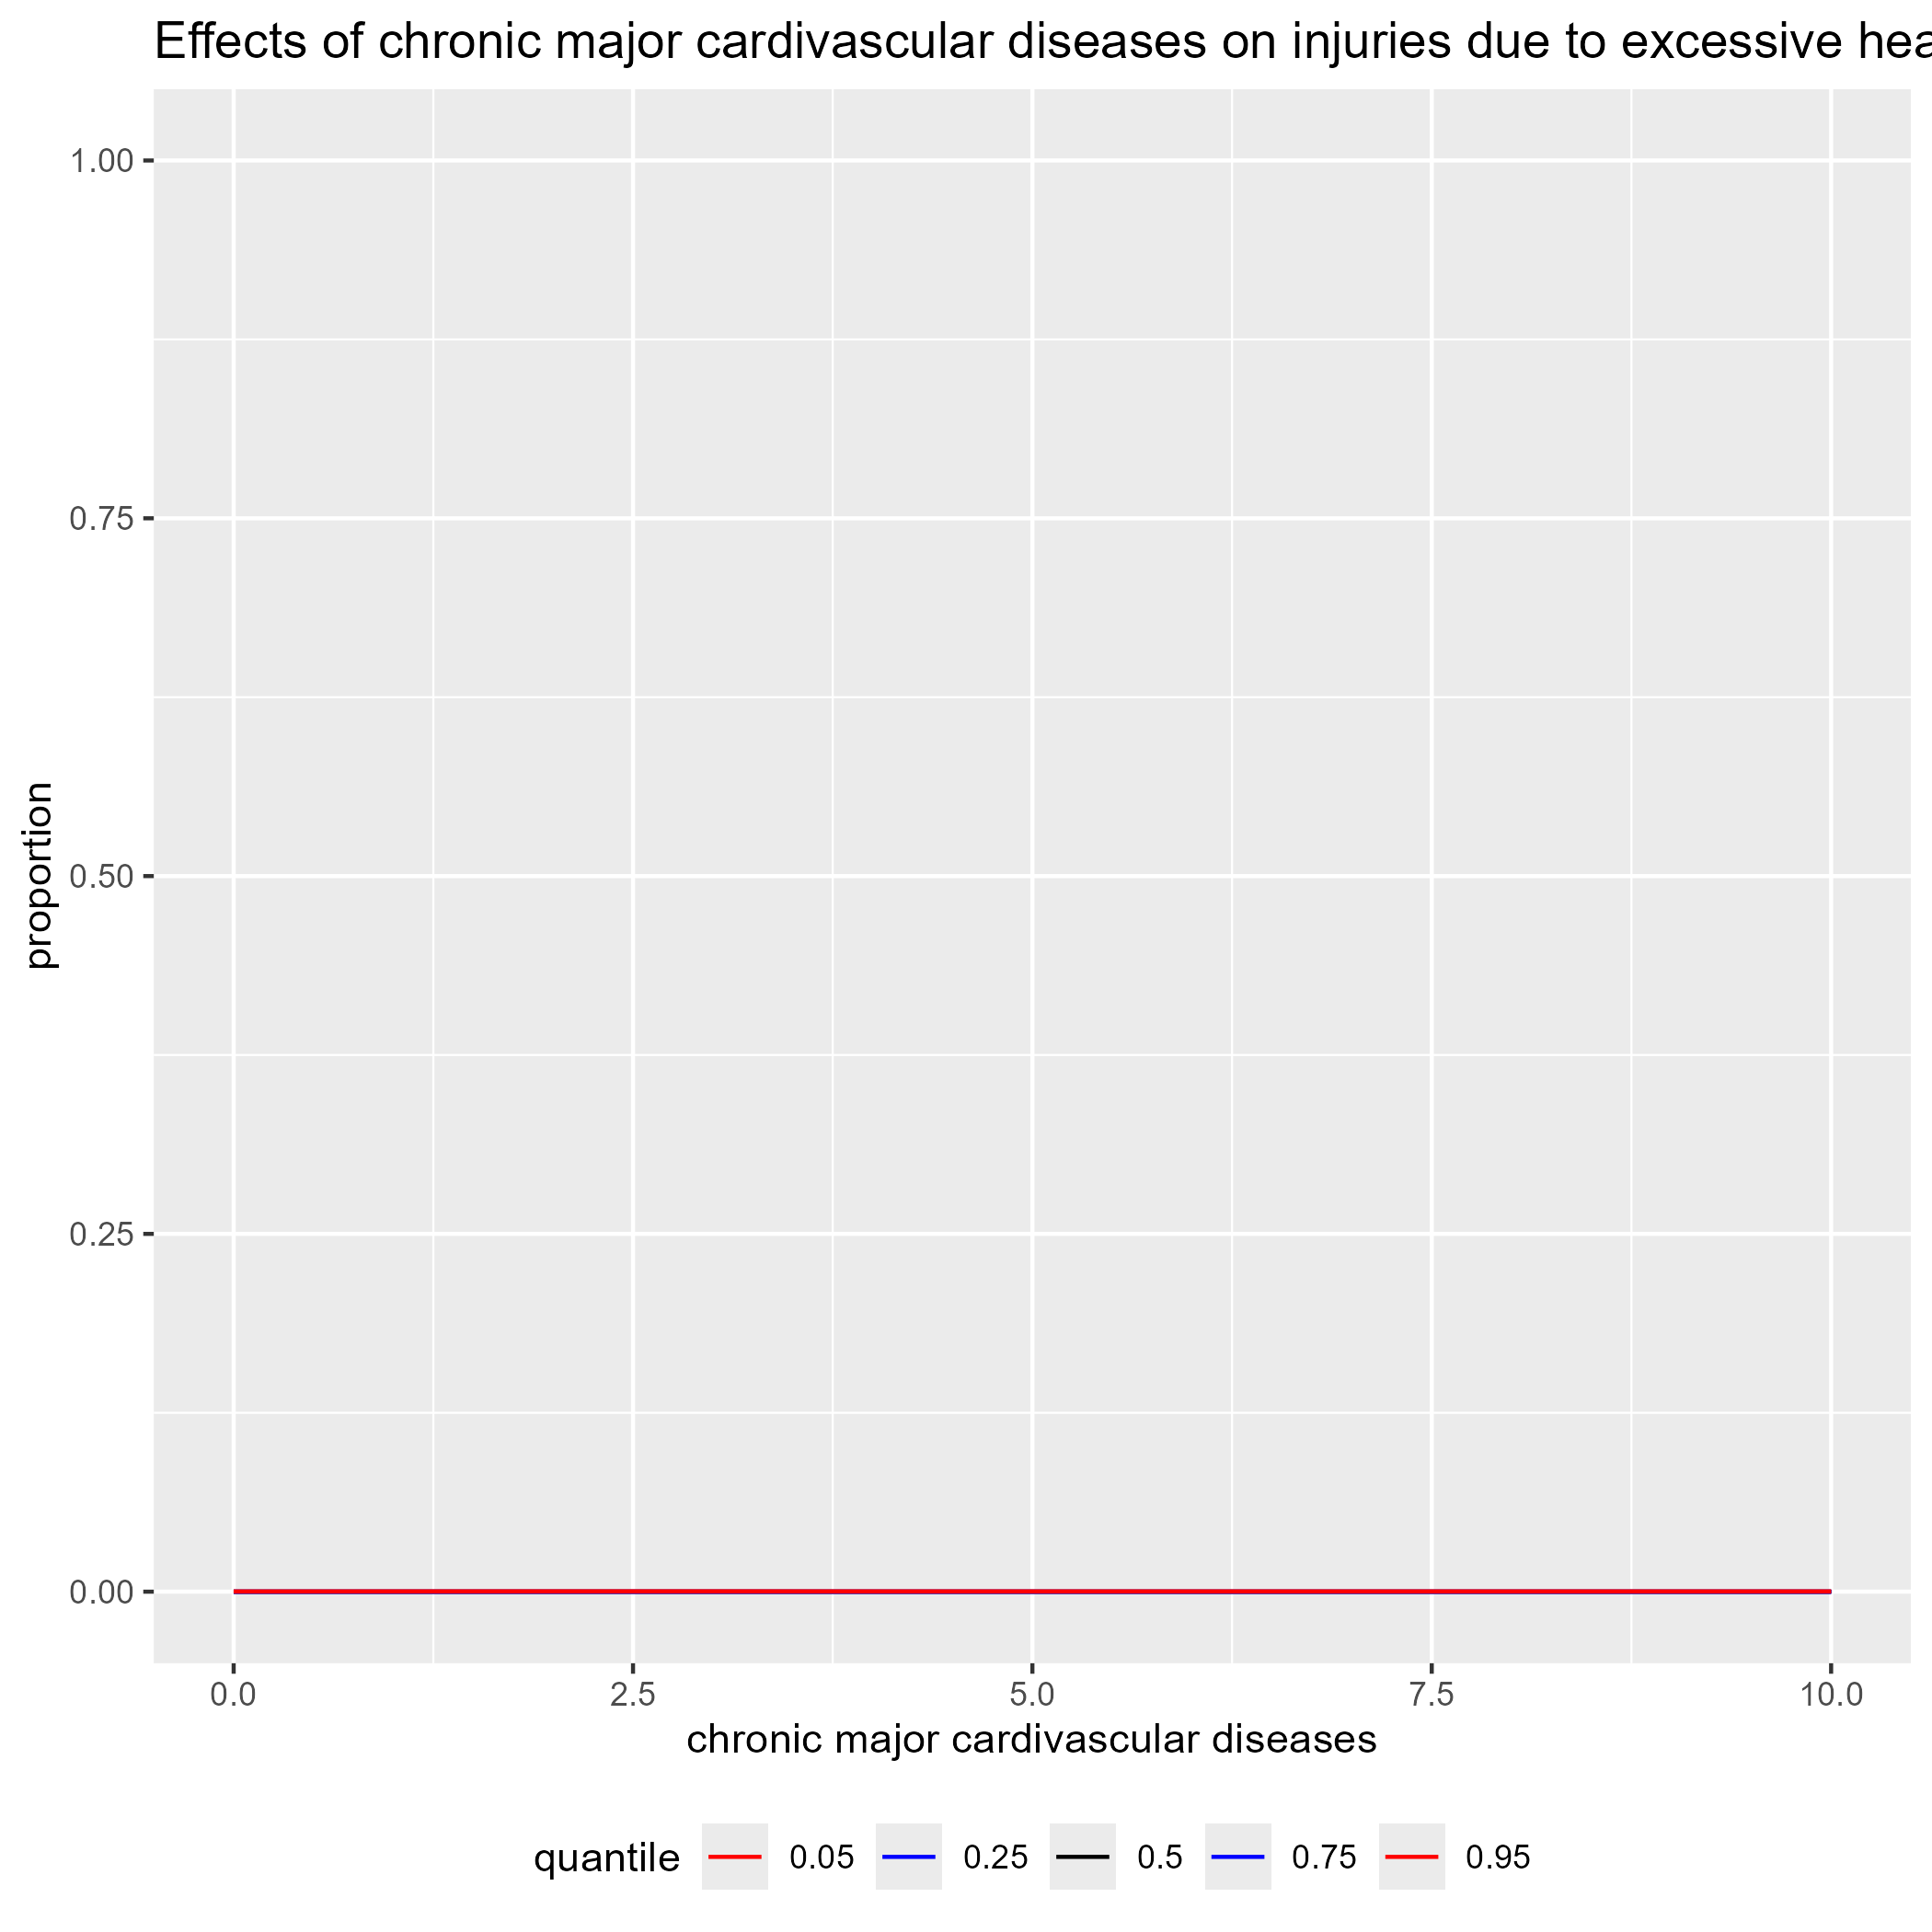 Effects of chronic major cardivascular diseases on injuries due to excessive hea
1.00
0.75
0.50
0.25
0.00
proportion
0.0 2.5 5.0 7.5 10.0
chronic major cardivascular diseases
quantile 0.05 0.25 0.5 0.75 0.95